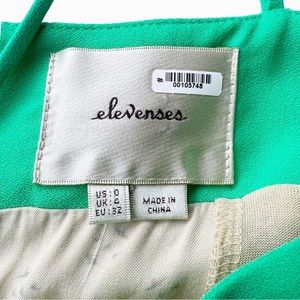 #
00105748
elevenses
US: 0
UK: 4
EU: 32
MADE IN
CHINA